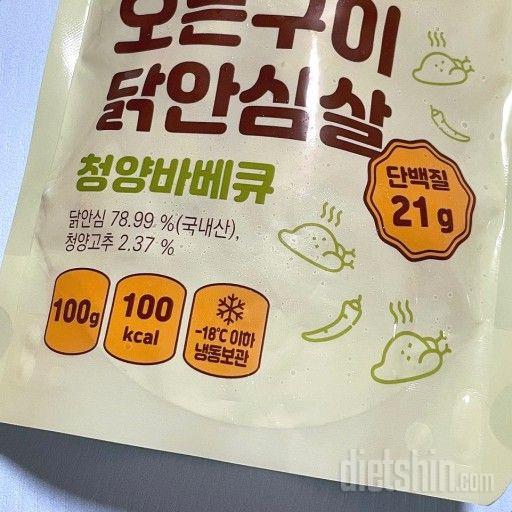 오븐구이
닭안심살
청양바베큐
단백질
21 g
닭안심 78.99 %(국내산),
청양고추 2.37 %
100g
100
kcal
-18℃ 이하
냉동보관
dietshin.com